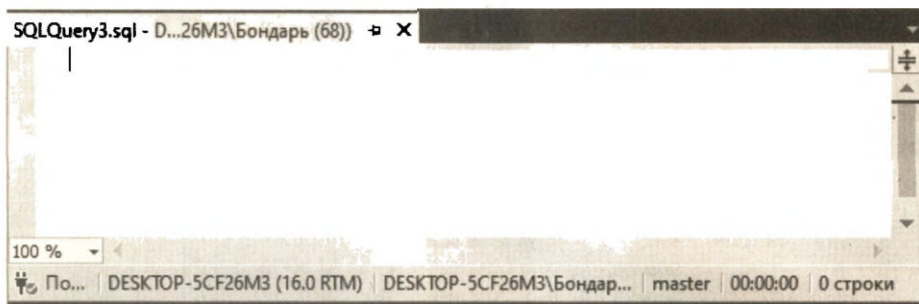 SQLQuery3.sql - D...26M3\Бондарь (68))
100 %
По... DESKTOP-5CF26M3 (16.0 RTM) DESKTOP-5CF26M3\Бондар... master 00:00:00 0 строки